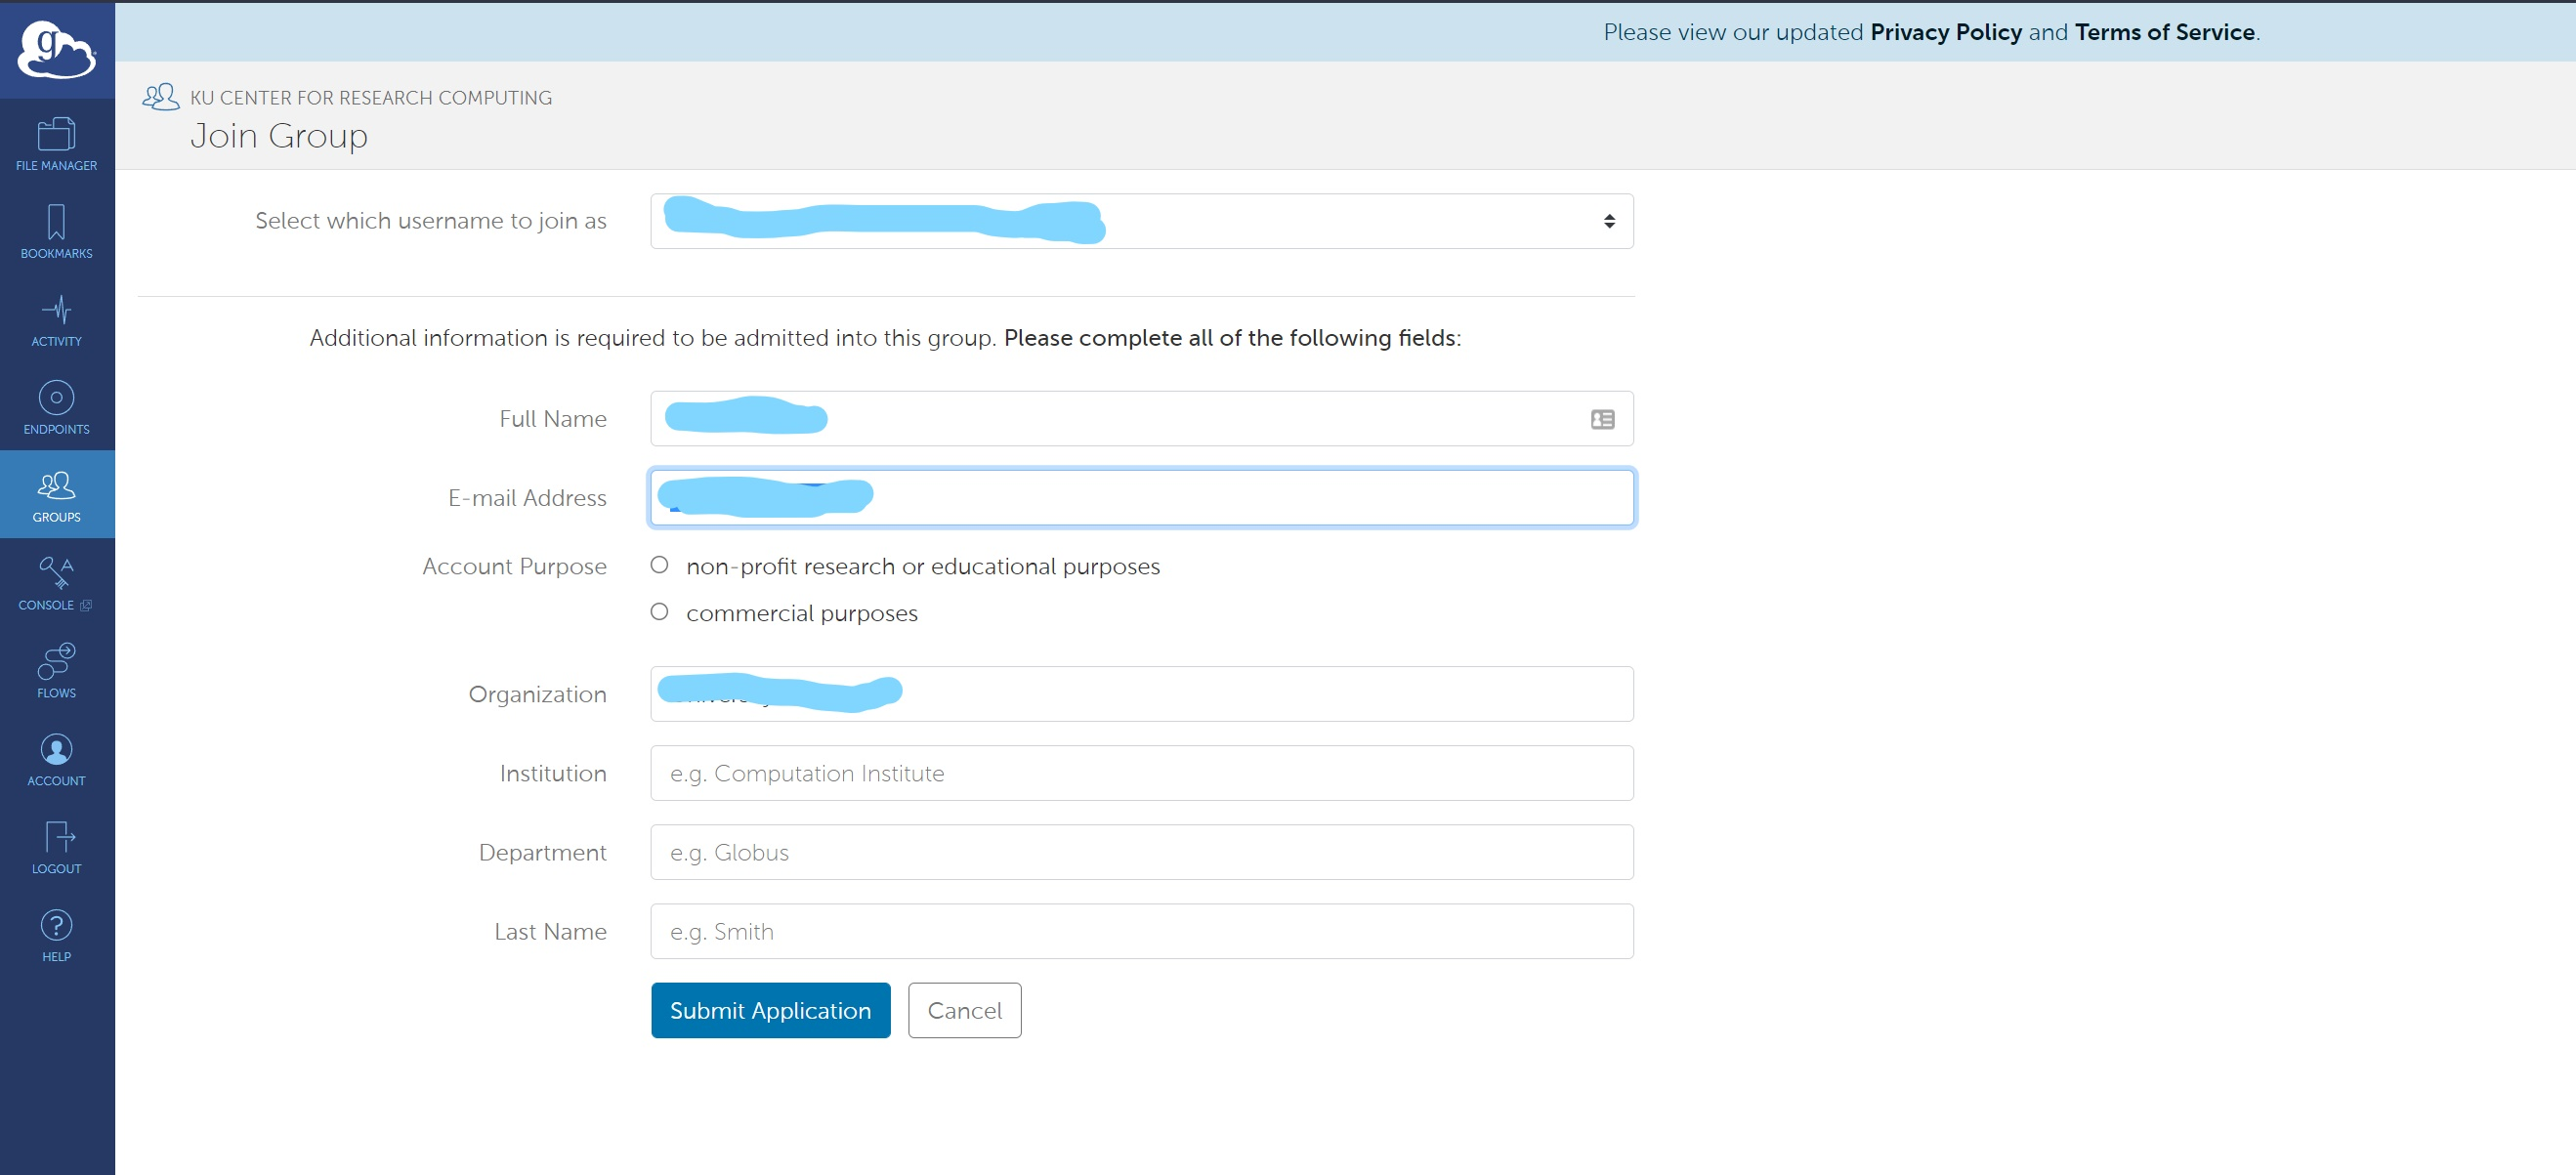 Please view our updated Privacy Policy and Terms of Service.
g
KU CENTER FOR RESEARCH COMPUTING
Join Group
FILE MANAGER
BOOKMARKS
ACTIVITY
ENDPOINTS
GROUPS
CONSOLE
FLOWS
ACCOUNT
LOGOUT
? HELP
Select which username to join as
Additional information is required to be admitted into this group. Please complete all of the following fields:
Full Name
E-mail Address
Account Purpose
non-profit research or educational purposes
commercial purposes
Organization
Institution e.g. Computation Institute
Department e.g. Globus
Last Name e.g. Smith
Submit Application Cancel